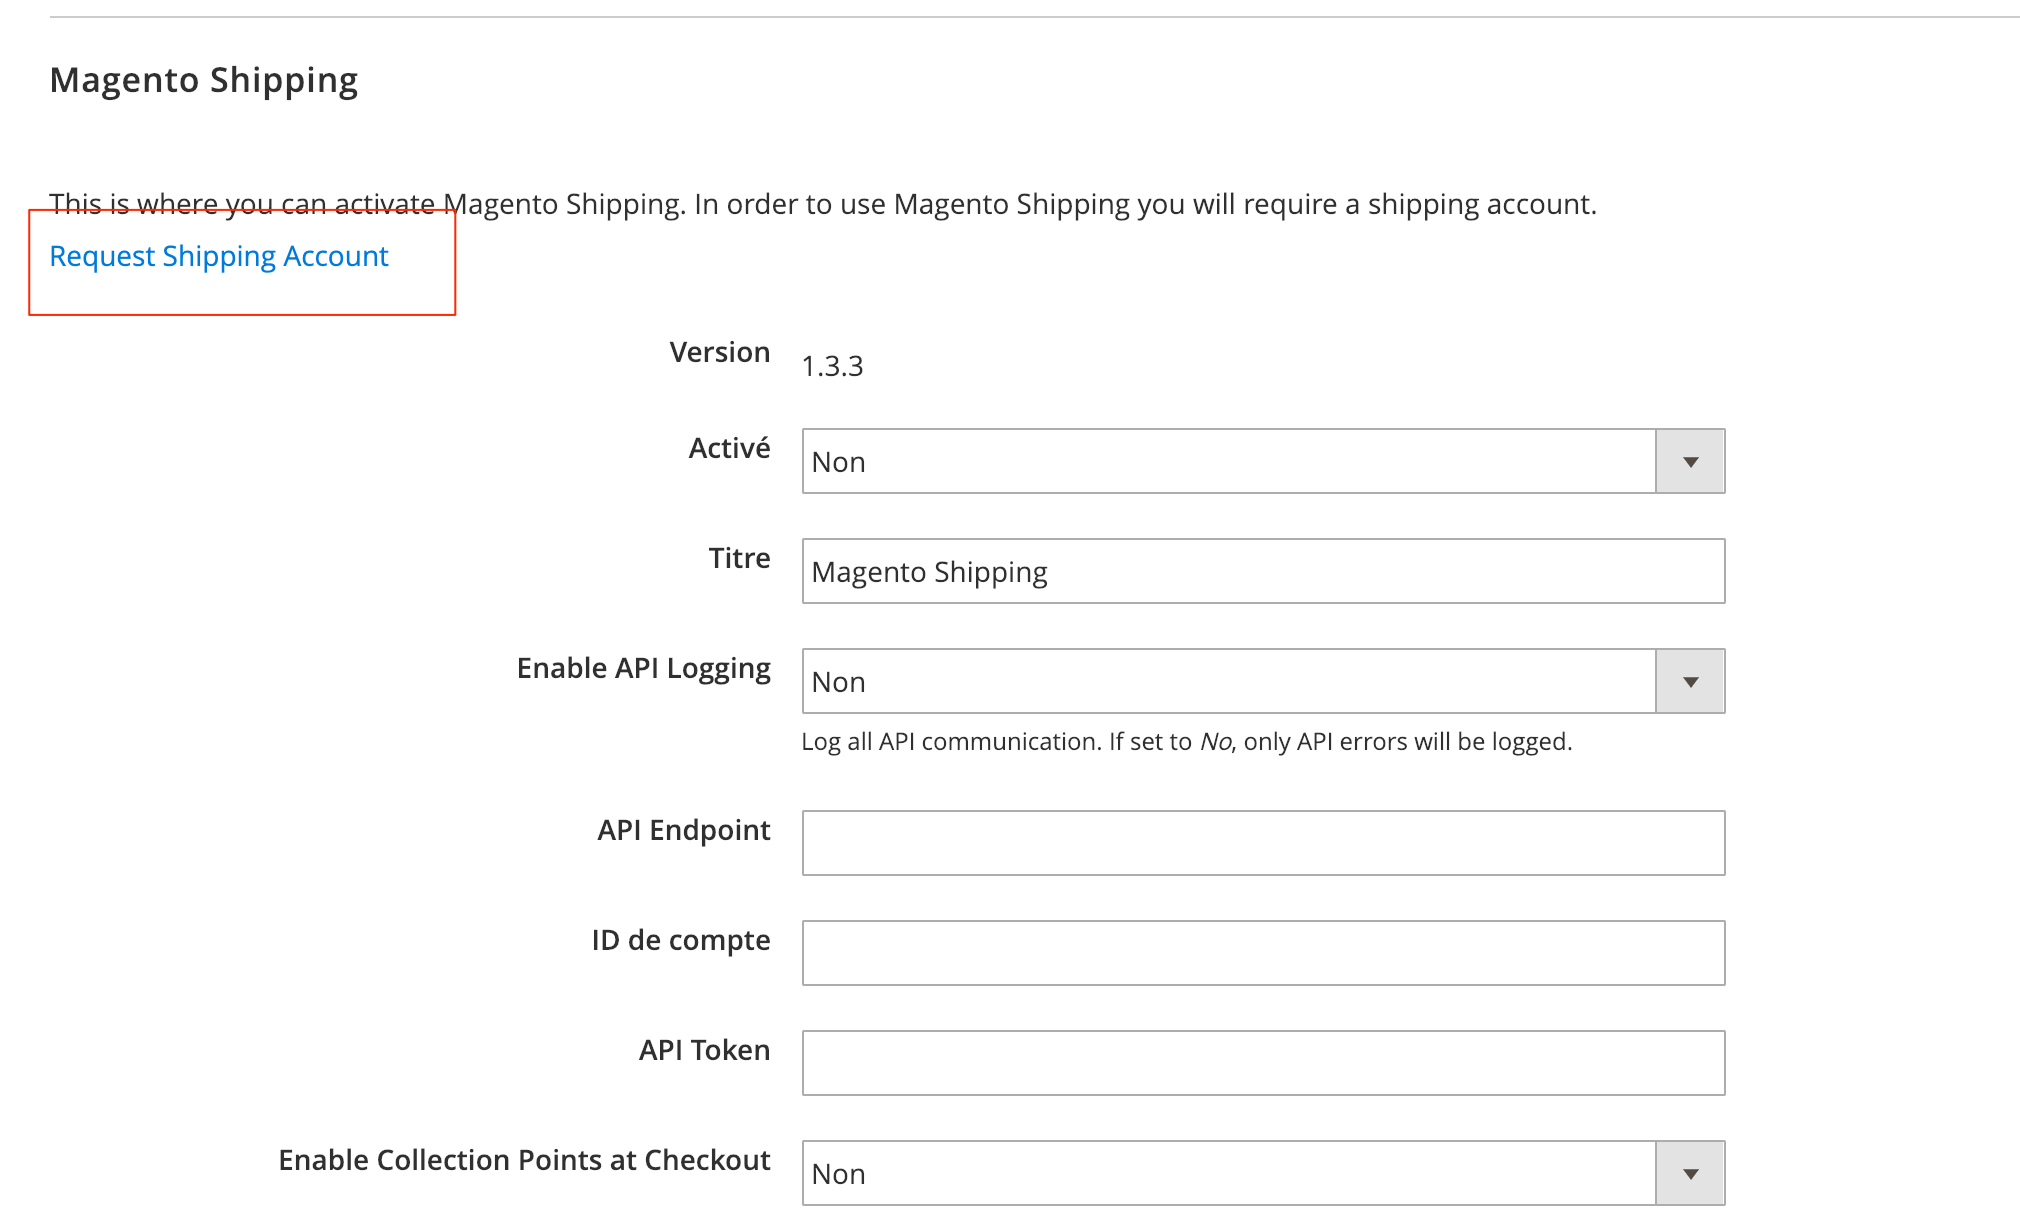 Magento Shipping
This is where you can activate Magento Shipping. In order to use Magento Shipping you will require a shipping account.
Request Shipping Account
Version 1.3.3
Activé Non
Titre Magento Shipping
Enable API Logging Non
Log all API communication. If set to No, only API errors will be logged.
API Endpoint
ID de compte
API Token
Enable Collection Points at Checkout Non